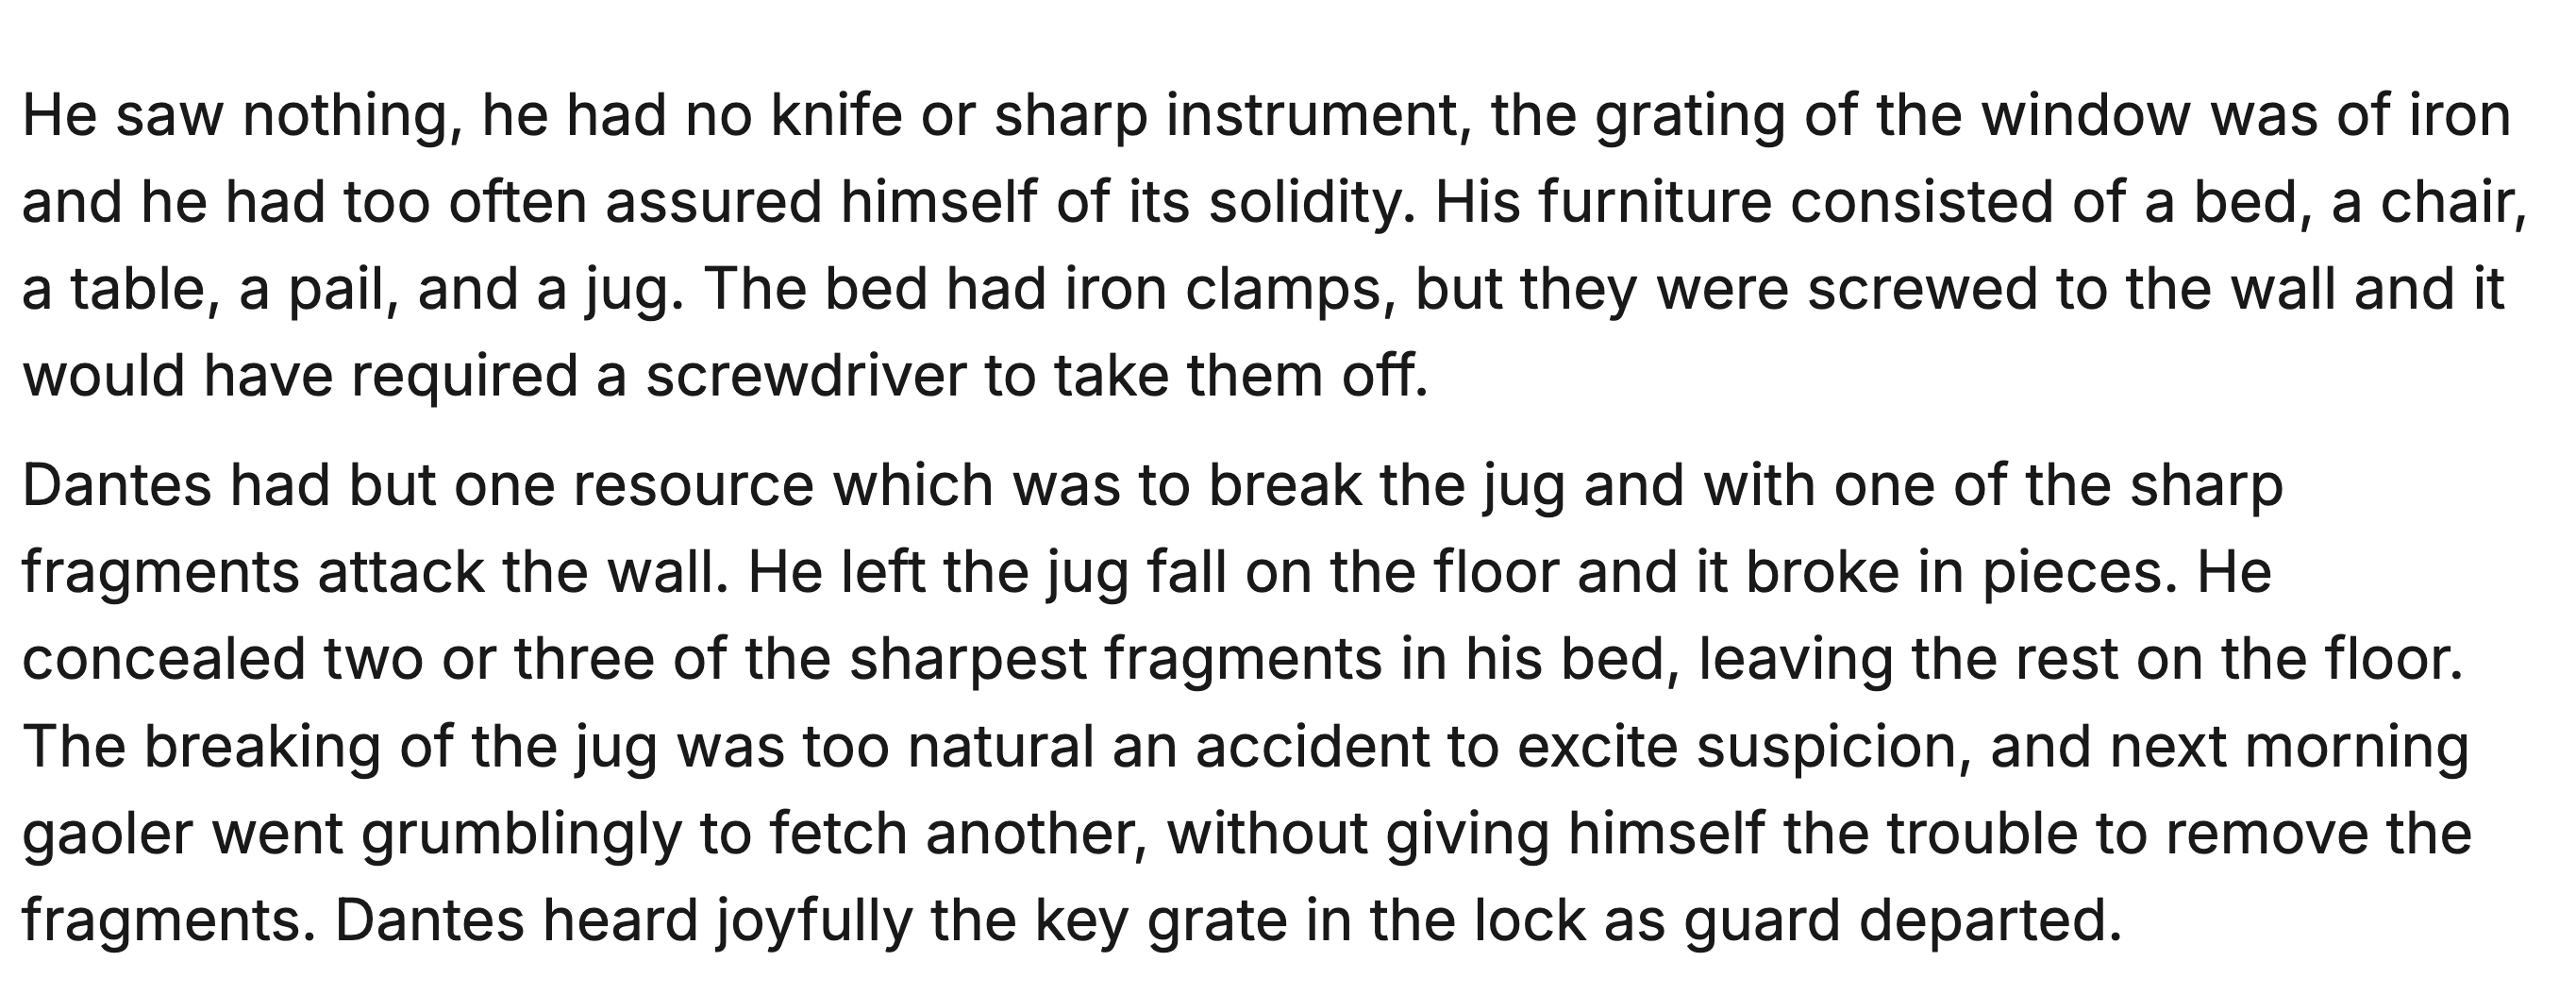 He saw nothing, he had no knife or sharp instrument, the grating of the window was of iron
and he had too often assured himself of its solidity. His furniture consisted of a bed, a chair,
a table, a pail, and a jug. The bed had iron clamps, but they were screwed to the wall and it
would have required a screwdriver to take them off.
Dantes had but one resource which was to break the jug and with one of the sharp
fragments attack the wall. He left the jug fall on the floor and it broke in pieces. He
concealed two or three of the sharpest fragments in his bed, leaving the rest on the floor.
The breaking of the jug was too natural an accident to excite suspicion, and next morning
gaoler went grumblingly to fetch another, without giving himself the trouble to remove the
fragments. Dantes heard joyfully the key grate in the lock as guard departed.